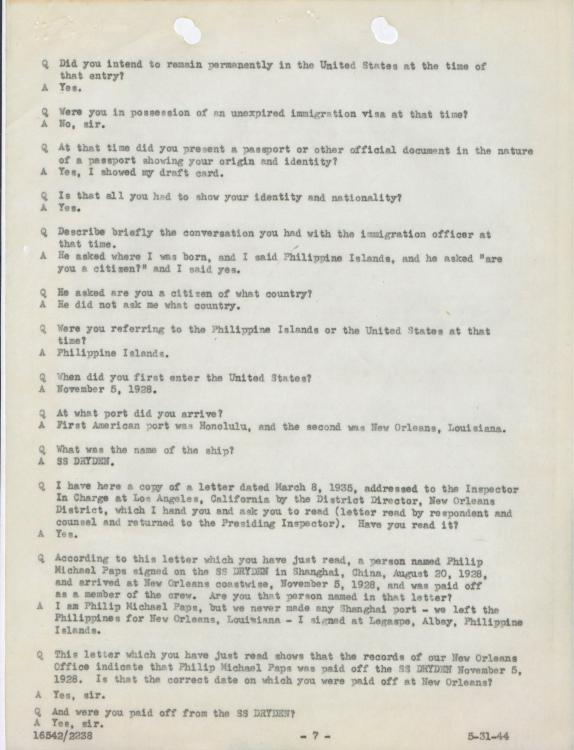 Q Did you intend to remain permanently in the United States at the time of
that entry?
A Yes.
Q Were you in possession of an unexpired immigration visa at that time?
A No, sir.
Q At that time did you present a passport or other official document in the nature
of a passport showing your origin and identity?
A Yes, I showed my draft card.
Q Is that all you had to show your identity and nationality?
A Yes.
Q Describe briefly the conversation you had with the immigration officer at
that time.
A He asked where I was born, and I said Philippine Islands, and he asked "are
you a citizen?" and I said yes.
Q He asked are you a citizen of what country?
A He did not ask me what country.
Q Were you referring to the Philippine Islands or the United States at that
time?
A Philippine Islands.
Q When did you first enter the United States?
A November 5, 1928.
Q At what port did you arrive?
A First American port was Honolulu, and the second was New Orleans, Louisiana.
Q What was the name of the ship?
A SS DRYDEN.
Q I have here a copy of a letter dated March 8, 1935, addressed to the Inspector
In Charge at Los Angeles, California by the District Director, New Orleans
District, which I hand you and ask you to read (letter read by respondent and
counsel and returned to the Presiding Inspector). Have you read it?
A Yes.
Q According to this letter which you have just read, a person named Philip
Michael Paps signed on the SS DRYDEN in Shanghai, China, August 20, 1928,
and arrived at New Orleans coastwise, November 5, 1928, and was paid off
as a member of the crew. Are you that person named in that letter?
A I am Philip Michael Paps, but we never made any Shanghai port - we left the
Philippines for New Orleans, Louisiana - I signed at Legaspe, Albay, Philippine
Islands.
Q This letter which you have just read shows that the records of our New Orleans
Office indicate that Philip Michael Paps was paid off the SS DRYDEN November 5,
1928. Is that the correct date on which you were paid off at New Orleans?
A Yes, sir.
Q And were you paid off from the SS DRYDEN?
A Yes, sir.
16542/2238 - 7 - 5-31-44